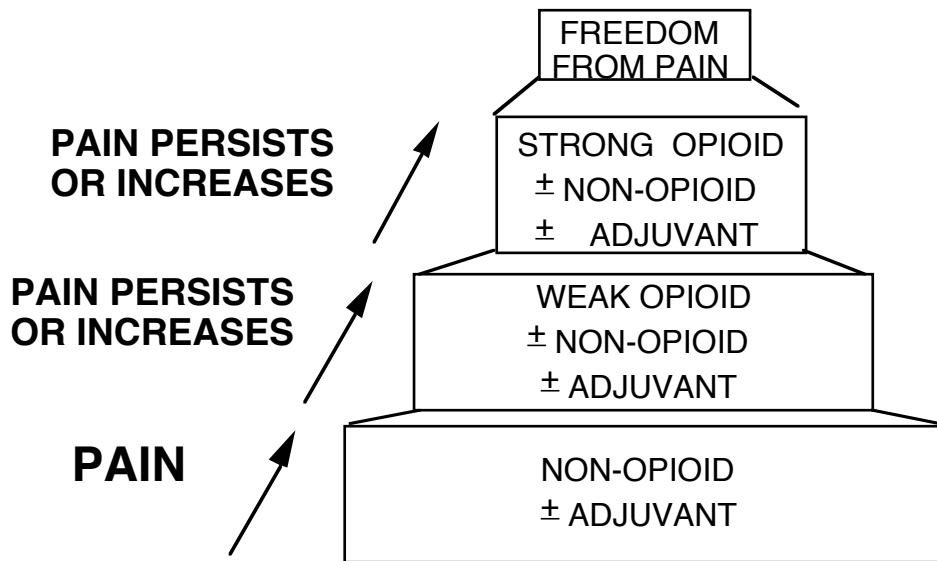 FREEDOM
FROM PAIN
PAIN PERSISTS
OR INCREASES
STRONG OPIOID
± NON-OPIOID
± ADJUVANT
PAIN PERSISTS
OR INCREASES
WEAK OPIOID
± NON-OPIOID
± ADJUVANT
PAIN
NON-OPIOID
± ADJUVANT